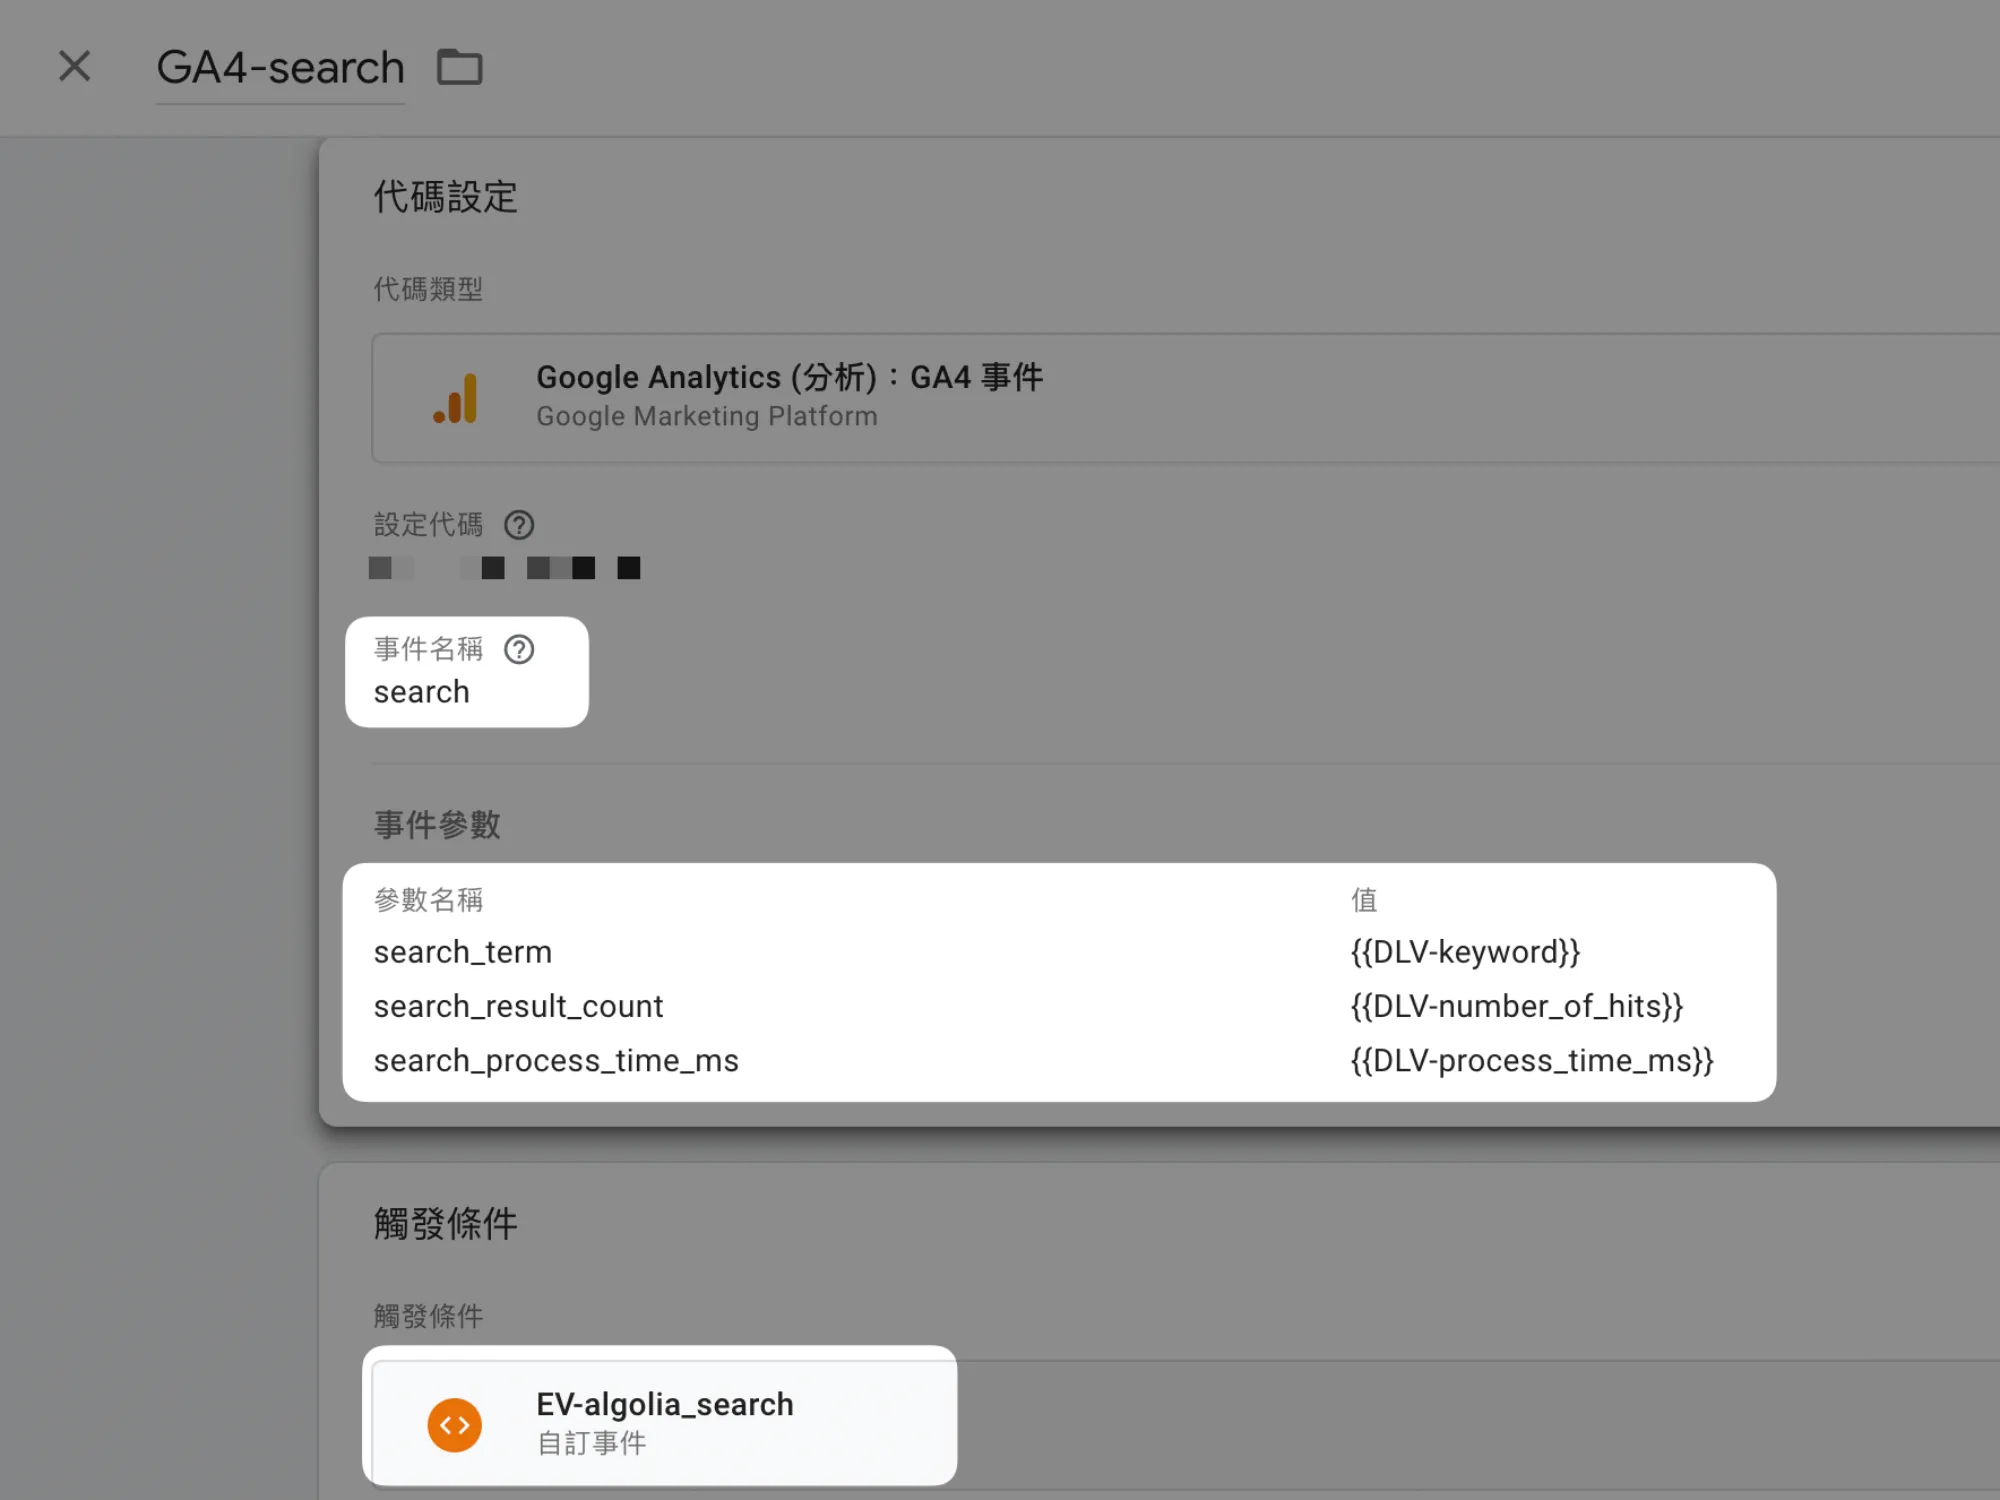 GA4-search
代碼設定
代碼類型
Google Analytics (分析)：GA4 事件
Google Marketing Platform
設定代碼
事件名稱
search
事件參數
參數名稱 值
search_term {{DLV-keyword}}
search_result_count {{DLV-number_of_hits}}
search_process_time_ms {{DLV-process_time_ms}}
觸發條件
觸發條件
EV-algolia_search
自訂事件